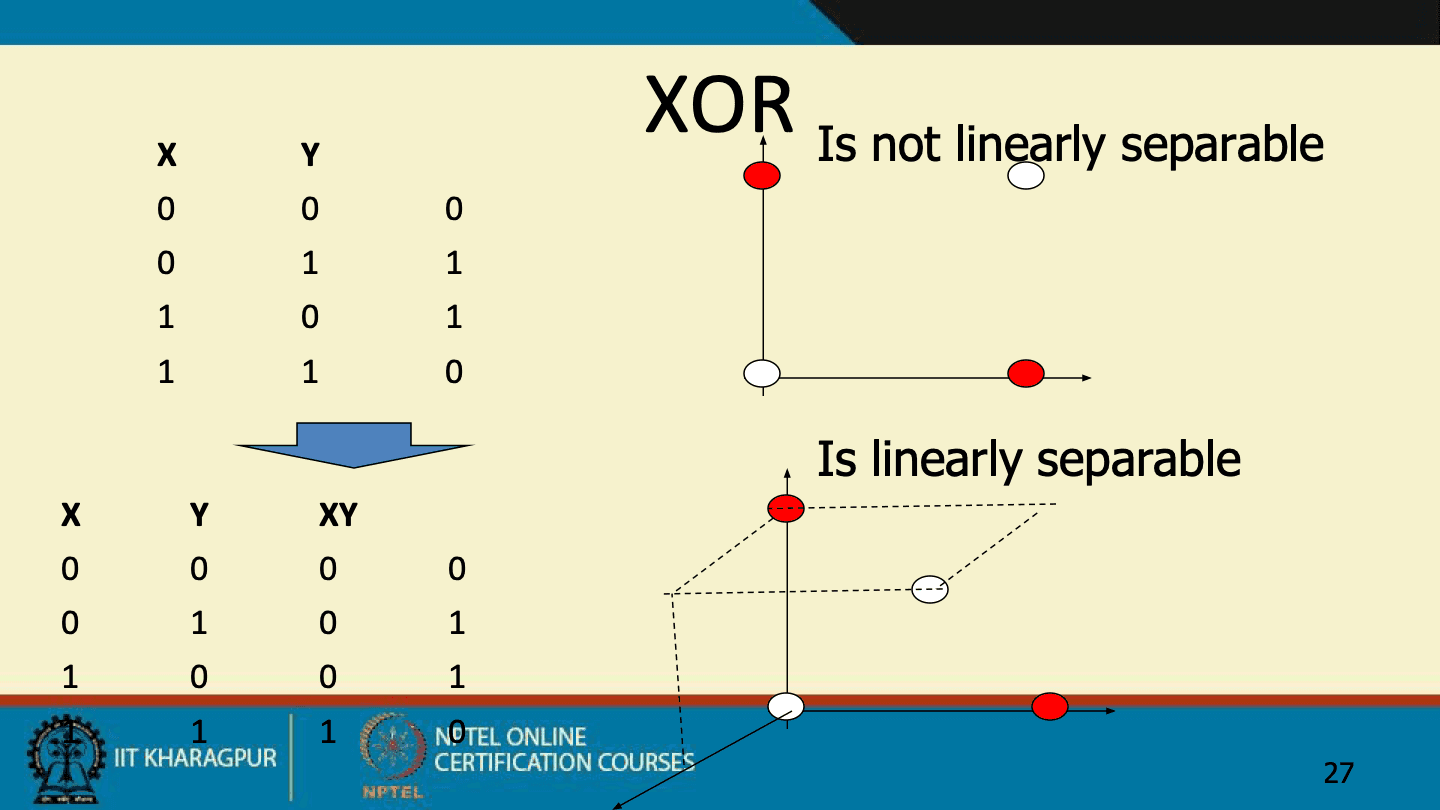 XOR
X Y
0 0 0
0 1 1
1 0 1
1 1 0
Is not linearly separable
X Y XY
0 0 0 0
0 1 0 1
1 0 0 1
1 1 1 0
Is linearly separable
IIT KHARAGPUR
NPTEL
NPTEL ONLINE
CERTIFICATION COURSES
27